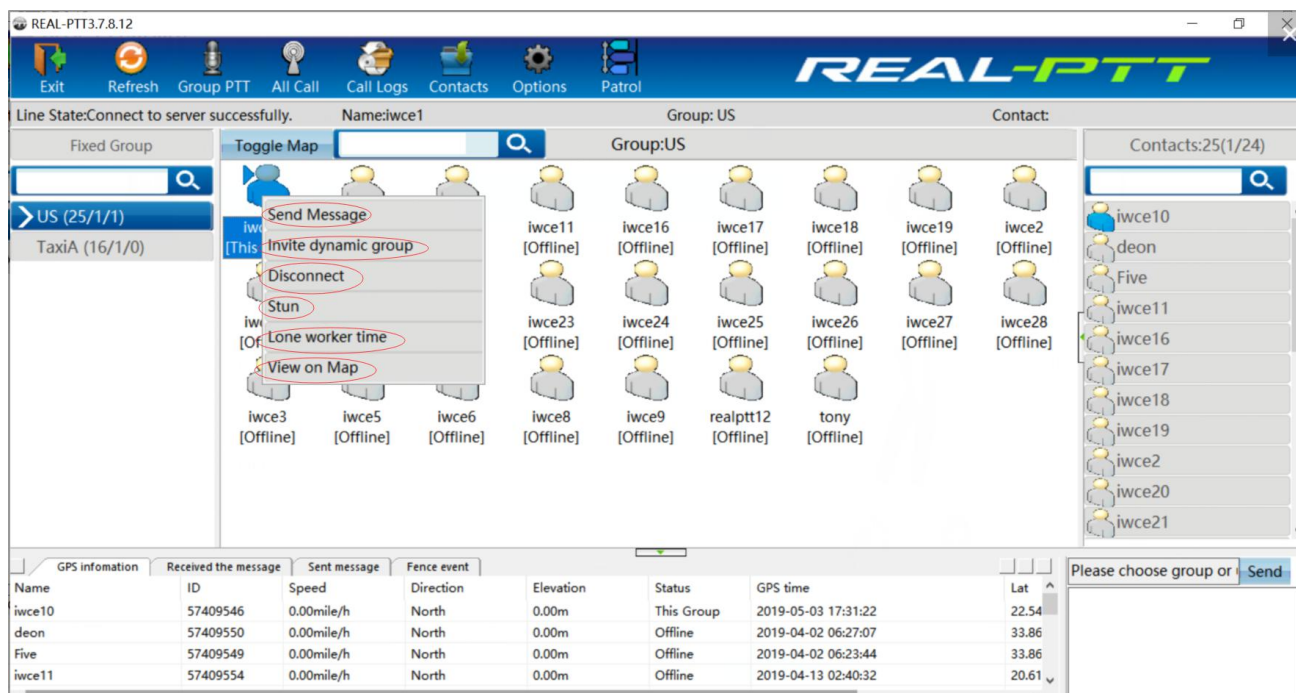 REAL-PTT3.7.8.12
Exit Refresh Group PTT All Call Call Logs Contacts Options Patrol
REAL-PTT
Line State:Connect to server successfully. Name:iwce1 Group: US Contact:
Fixed Group Toggle Map Group:US Contacts:25(1/24)
US (25/1/1)
TaxiA (16/1/0)
Send Message
Invite dynamic group
Disconnect
Stun
Lone worker time
View on Map
[This
iwce11 iwce16 iwce17 iwce18 iwce19 iwce2
[Offline] [Offline] [Offline] [Offline] [Offline] [Offline]
iwce23 iwce24 iwce25 iwce26 iwce27 iwce28
[Offline] [Offline] [Offline] [Offline] [Offline] [Offline]
iwce3 iwce5 iwce6 iwce8 iwce9 realptt12 tony
[Offline] [Offline] [Offline] [Offline] [Offline] [Offline] [Offline]
iwce10
deon
Five
iwce11
iwce16
iwce17
iwce18
iwce19
iwce2
iwce20
iwce21
GPS infomation Received the message Sent message Fence event
Name ID Speed Direction Elevation Status GPS time Lat
iwce10 57409546 0.00mile/h North 0.00m This Group 2019-05-03 17:31:22 22.54
deon 57409550 0.00mile/h North 0.00m Offline 2019-04-02 06:27:07 33.86
Five 57409549 0.00mile/h North 0.00m Offline 2019-04-02 06:23:44 33.86
iwce11 57409554 0.00mile/h North 0.00m Offline 2019-04-13 02:40:32 20.61
Please choose group or Send